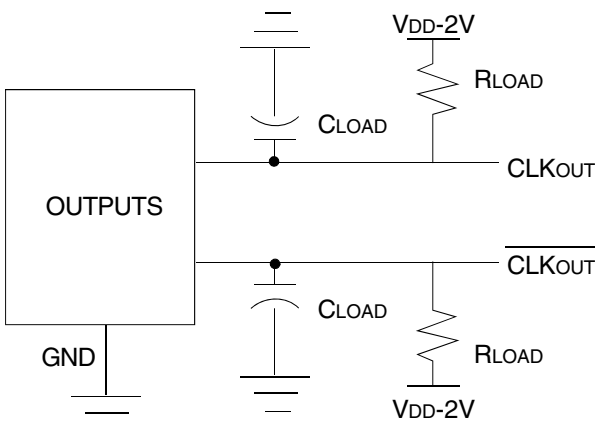 VDD-2V
RLOAD
CLOAD
CLKOUT
OUTPUTS
CLKOUT
CLOAD
GND
RLOAD
VDD-2V